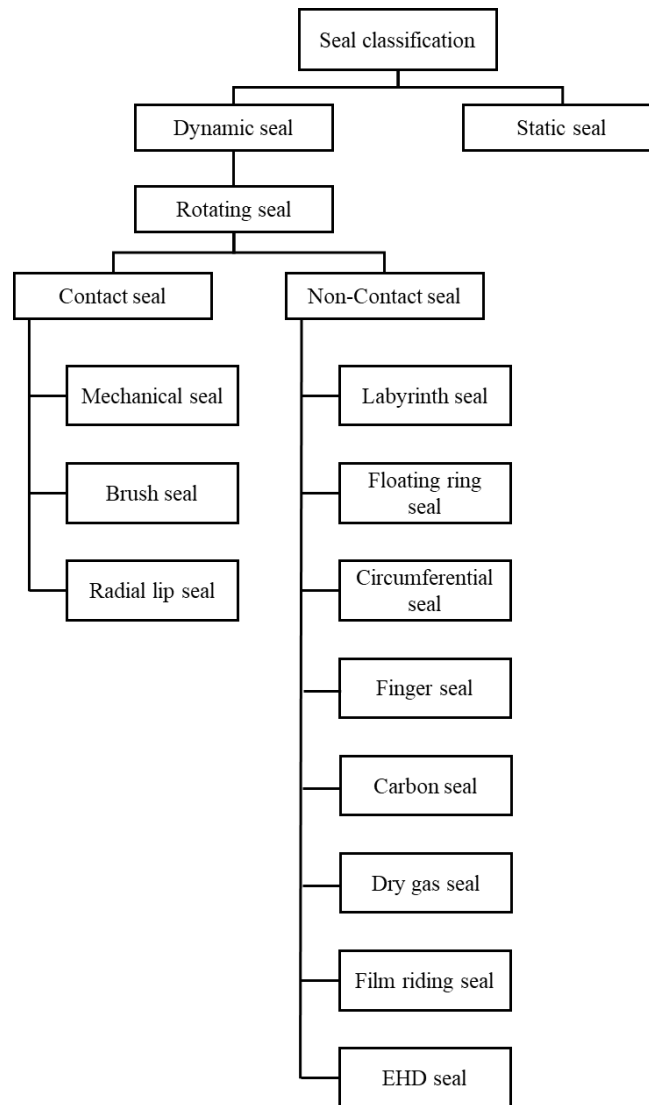 Seal classification
Dynamic seal
Static seal
Rotating seal
Contact seal
Non-Contact seal
Mechanical seal
Brush seal
Radial lip seal
Labyrinth seal
Floating ring
seal
Circumferential
seal
Finger seal
Carbon seal
Dry gas seal
Film riding seal
EHD seal